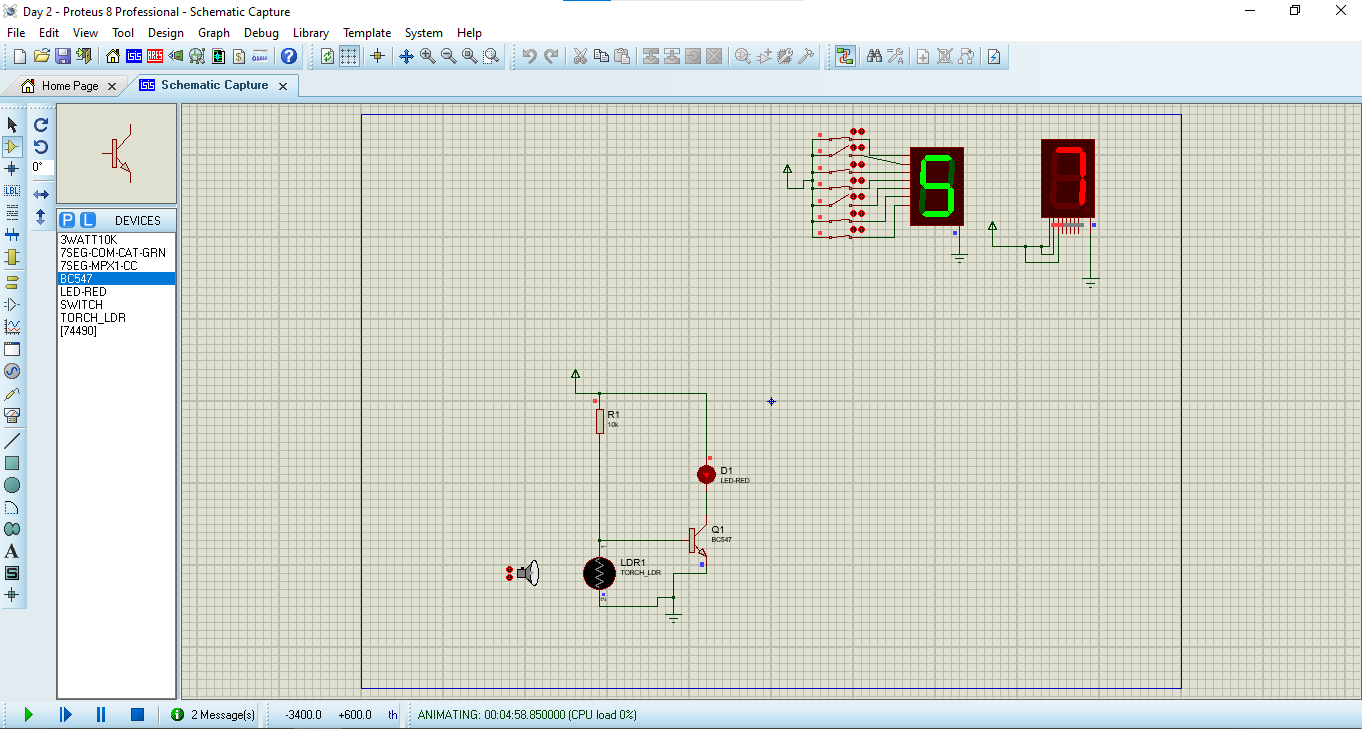 Day 2 - Proteus 8 Professional - Schematic Capture
File Edit View Tool Design Graph Debug Library Template System Help
Home Page
Schematic Capture
0°
LBL
P L DEVICES
3WATT10K
7SEG-COM-CAT-GRN
7SEG-MPX1-CC
BC547
LED-RED
SWITCH
TORCH_LDR
[74490]
A
S
R1
10k
D1
LED-RED
Q1
BC547
LDR1
TORCH_LDR
1
2
2 Message(s) -3400.0 +600.0 th ANIMATING: 00:04:58.850000 (CPU load 0%)